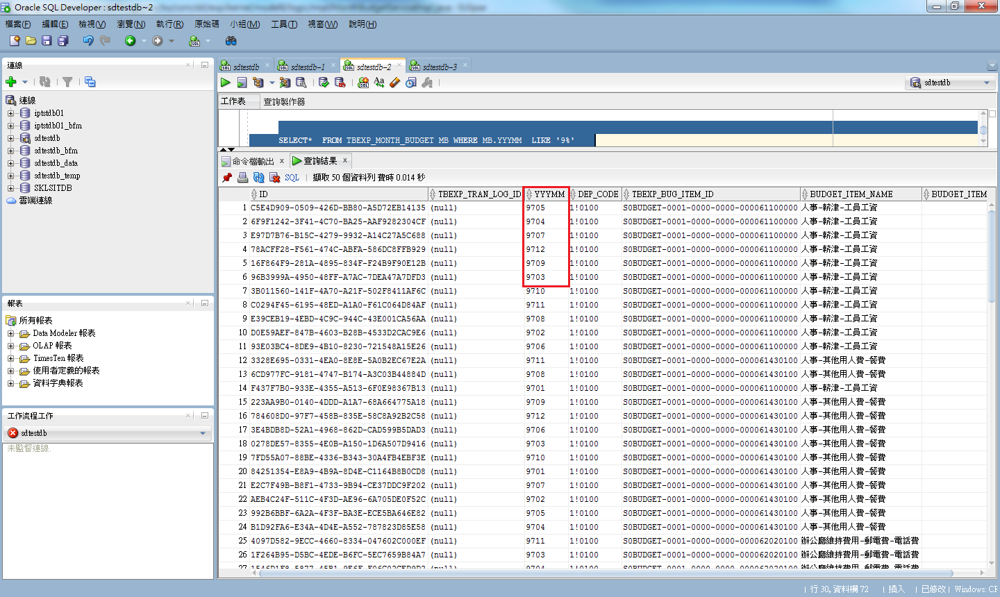 Oracle SQL Developer : sdtestdb~2
檔案(F) 編輯(E) 檢視(V) 瀏覽(N) 執行(R) 原始碼 小組(M) 工具(T) 視窗(W) 說明(H)
連線
連線
iptstdb01
iptstdb01_bfm
sdtestdb
sdtestdb_bfm
sdtestdb_data
sdtestdb_temp
SKLSITDB
雲端連線
報表
所有報表
Data Modeler 報表
OLAP 報表
TimesTen 報表
使用者定義的報表
資料字典報表
工作流程工作
sdtestdb
未監督連線.
sdtestdb sdtestdb~1 sdtestdb~2 sdtestdb~3
sdtestdb
工作表 查詢製作器
SELECT* FROM TBEXP_MONTH_BUDGET MB WHERE MB.YYYMM LIKE '9%'
命令檔輸出 x 查詢結果 x
SQL | 擷取 50 個資料列 費時 0.014 秒
ID TBEXP_TRAN_LOG_ID YYYMM DEP_CODE TBEXP_BUG_ITEM_ID BUDGET_ITEM_NAME BUDGET_ITEM
1 C5E4D909-0509-426D-BB80-A5D72EB14135 (null) 9705 1!0100 S0BUDGET-0001-0000-0000-000061100000 人事-薪津-工員工資
2 6F9F1242-3F41-4C70-BA25-AAF9282304CF (null) 9704 1!0100 S0BUDGET-0001-0000-0000-000061100000 人事-薪津-工員工資
3 E97D7B76-B15C-4279-9932-A14C27A5C688 (null) 9707 1!0100 S0BUDGET-0001-0000-0000-000061100000 人事-薪津-工員工資
4 78ACFF28-F561-474C-ABFA-586DC8FFB929 (null) 9712 1!0100 S0BUDGET-0001-0000-0000-000061100000 人事-薪津-工員工資
5 16F864F9-281A-4895-834F-F24B9F90E12B (null) 9709 1!0100 S0BUDGET-0001-0000-0000-000061100000 人事-薪津-工員工資
6 96B3999A-4950-48FF-A7AC-7DEA47A7DFD3 (null) 9703 1!0100 S0BUDGET-0001-0000-0000-000061100000 人事-薪津-工員工資
7 3B011560-141F-4A70-A21F-502F8411AF6C (null) 9710 1!0100 S0BUDGET-0001-0000-0000-000061100000 人事-薪津-工員工資
8 C0294F45-6195-48ED-A1A0-F61C064D84AF (null) 9711 1!0100 S0BUDGET-0001-0000-0000-000061100000 人事-薪津-工員工資
9 E39CEB19-4EBD-4C9C-944C-43E001CA56AA (null) 9708 1!0100 S0BUDGET-0001-0000-0000-000061100000 人事-薪津-工員工資
10 D0E59AEF-847B-4603-B28B-4533D2CAC9E6 (null) 9702 1!0100 S0BUDGET-0001-0000-0000-000061100000 人事-薪津-工員工資
11 93E03BC4-8DE9-4B10-8230-721548A15E26 (null) 9706 1!0100 S0BUDGET-0001-0000-0000-000061100000 人事-薪津-工員工資
12 3328E695-0331-4EA0-8E8E-5A0B2EC67E2A (null) 9711 1!0100 S0BUDGET-0001-0000-0000-000061430100 人事-其他用人費-餐費
13 6CD977FC-9181-4747-B174-A3C03B44884D (null) 9708 1!0100 S0BUDGET-0001-0000-0000-000061430100 人事-其他用人費-餐費
14 F437F7B0-933E-4355-A513-6F0E98367B13 (null) 9701 1!0100 S0BUDGET-0001-0000-0000-000061100000 人事-薪津-工員工資
15 223AA9B0-0140-4DDD-A1A7-68A664775A18 (null) 9709 1!0100 S0BUDGET-0001-0000-0000-000061430100 人事-其他用人費-餐費
16 784608D0-97F7-458B-835E-58C8A92B2C58 (null) 9712 1!0100 S0BUDGET-0001-0000-0000-000061430100 人事-其他用人費-餐費
17 3E4BDB8D-52A1-4968-862D-CAD599B5DAD3 (null) 9706 1!0100 S0BUDGET-0001-0000-0000-000061430100 人事-其他用人費-餐費
18 0278DE57-8355-4E0B-A150-1D6A507D9416 (null) 9703 1!0100 S0BUDGET-0001-0000-0000-000061430100 人事-其他用人費-餐費
19 7FD55A07-88BE-4336-B343-30A4FB4EBF3E (null) 9710 1!0100 S0BUDGET-0001-0000-0000-000061430100 人事-其他用人費-餐費
20 84251354-E8A9-4B9A-8D4E-C1164B8B0CD8 (null) 9701 1!0100 S0BUDGET-0001-0000-0000-000061430100 人事-其他用人費-餐費
21 E2C7F49B-B8F1-4733-9B94-CE37DDC9F202 (null) 9707 1!0100 S0BUDGET-0001-0000-0000-000061430100 人事-其他用人費-餐費
22 AEB4C24F-511C-4F3D-AE96-6A705DE0F52C (null) 9702 1!0100 S0BUDGET-0001-0000-0000-000061430100 人事-其他用人費-餐費
23 992B6BBF-6A2A-4F3F-BA3E-ECE5BA646E82 (null) 9705 1!0100 S0BUDGET-0001-0000-0000-000061430100 人事-其他用人費-餐費
24 B1D92FA6-E34A-4D4E-A552-787823D85E58 (null) 9704 1!0100 S0BUDGET-0001-0000-0000-000061430100 人事-其他用人費-餐費
25 4097D582-9ECC-4660-8334-047602C000EF (null) 9711 1!0100 S0BUDGET-0001-0000-0000-000062020100 辦公廳維持費用-郵電費-電話費
26 1F264B95-D5BC-4EDE-B6FC-5EC7659B84A7 (null) 9703 1!0100 S0BUDGET-0001-0000-0000-000062020100 辦公廳維持費用-郵電費-電話費
| 行 30, 資料欄 72 | 插入 | 已修改 | Windows: CF